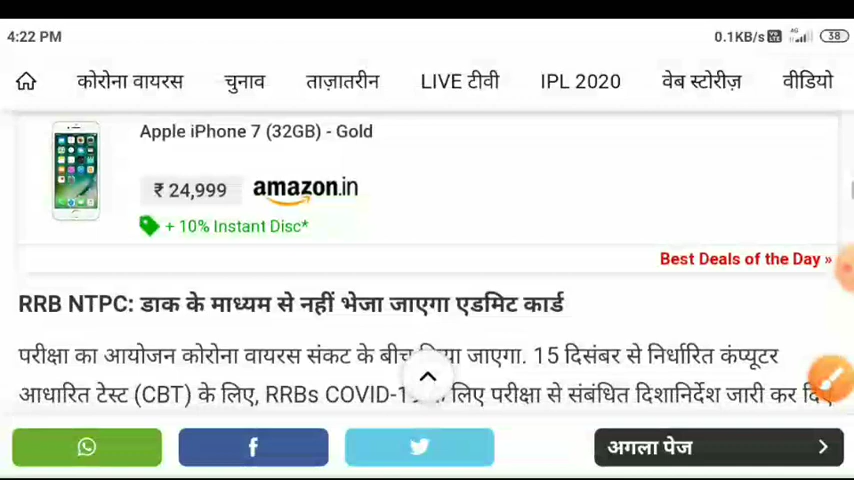 4:22 PM 0.1KB/s 4G 38
कोरोना वायरस चुनाव ताज़ातरीन LIVE टीवी IPL 2020 वेब स्टोरीज़ वीडियो
Apple iPhone 7 (32GB) - Gold
₹ 24,999 amazon.in
+ 10% Instant Disc*
Best Deals of the Day »
RRB NTPC: डाक के माध्यम से नहीं भेजा जाएगा एडमिट कार्ड
परीक्षा का आयोजन कोरोना वायरस संकट के बीच जाएगा. 15 दिसंबर से निर्धारित कंप्यूटर
आधारित टेस्ट (CBT) के लिए, RRBs लिए परीक्षा से संबंधित दिशानिर्देश जारी कर
अगला पेज